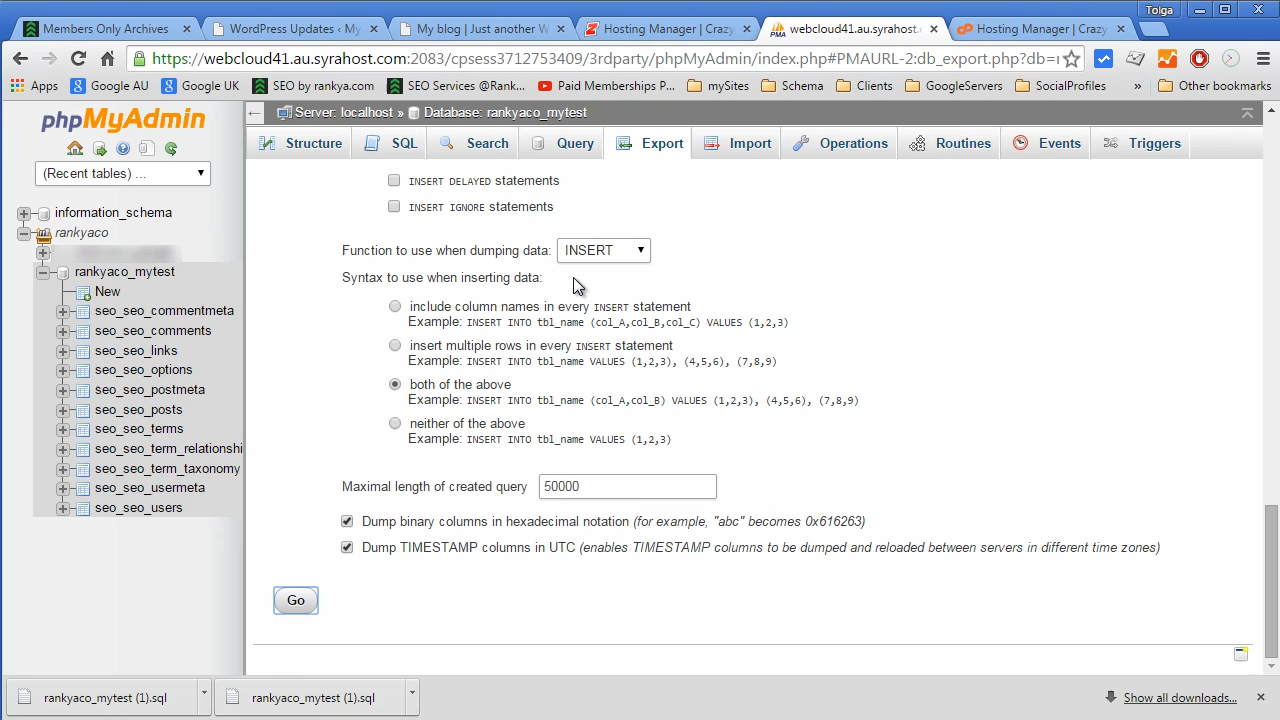 Tolga
Members Only Archives
WordPress Updates ‹ My
My blog | Just another W
Hosting Manager | Crazy
webcloud41.au.syrahost.c
Hosting Manager | Crazy
https://webcloud41.au.syrahost.com:2083/cpsess3712753409/3rdparty/phpMyAdmin/index.php#PMAURL-2:db_export.php?db=r
Apps
Google AU
Google UK
SEO by rankya.com
SEO Services @Rank...
Paid Memberships P...
mySites
Schema
Clients
GoogleServers
SocialProfiles
»
Other bookmarks
phpMyAdmin
(Recent tables) ...
information_schema
rankyaco
rankyaco_mytest
New
seo_seo_commentmeta
seo_seo_comments
seo_seo_links
seo_seo_options
seo_seo_postmeta
seo_seo_posts
seo_seo_terms
seo_seo_term_relationshi
seo_seo_term_taxonomy
seo_seo_usermeta
seo_seo_users
Server: localhost » Database: rankyaco_mytest
Structure
SQL
Search
Query
Export
Import
Operations
Routines
Events
Triggers
INSERT DELAYED statements
INSERT IGNORE statements
Function to use when dumping data: INSERT
Syntax to use when inserting data:
include column names in every INSERT statement
Example: INSERT INTO tbl_name (col_A,col_B,col_C) VALUES (1,2,3)
insert multiple rows in every INSERT statement
Example: INSERT INTO tbl_name VALUES (1,2,3), (4,5,6), (7,8,9)
both of the above
Example: INSERT INTO tbl_name (col_A,col_B) VALUES (1,2,3), (4,5,6), (7,8,9)
neither of the above
Example: INSERT INTO tbl_name VALUES (1,2,3)
Maximal length of created query 50000
Dump binary columns in hexadecimal notation (for example, "abc" becomes 0x616263)
Dump TIMESTAMP columns in UTC (enables TIMESTAMP columns to be dumped and reloaded between servers in different time zones)
Go
rankyaco_mytest (1).sql
rankyaco_mytest (1).sql
Show all downloads...